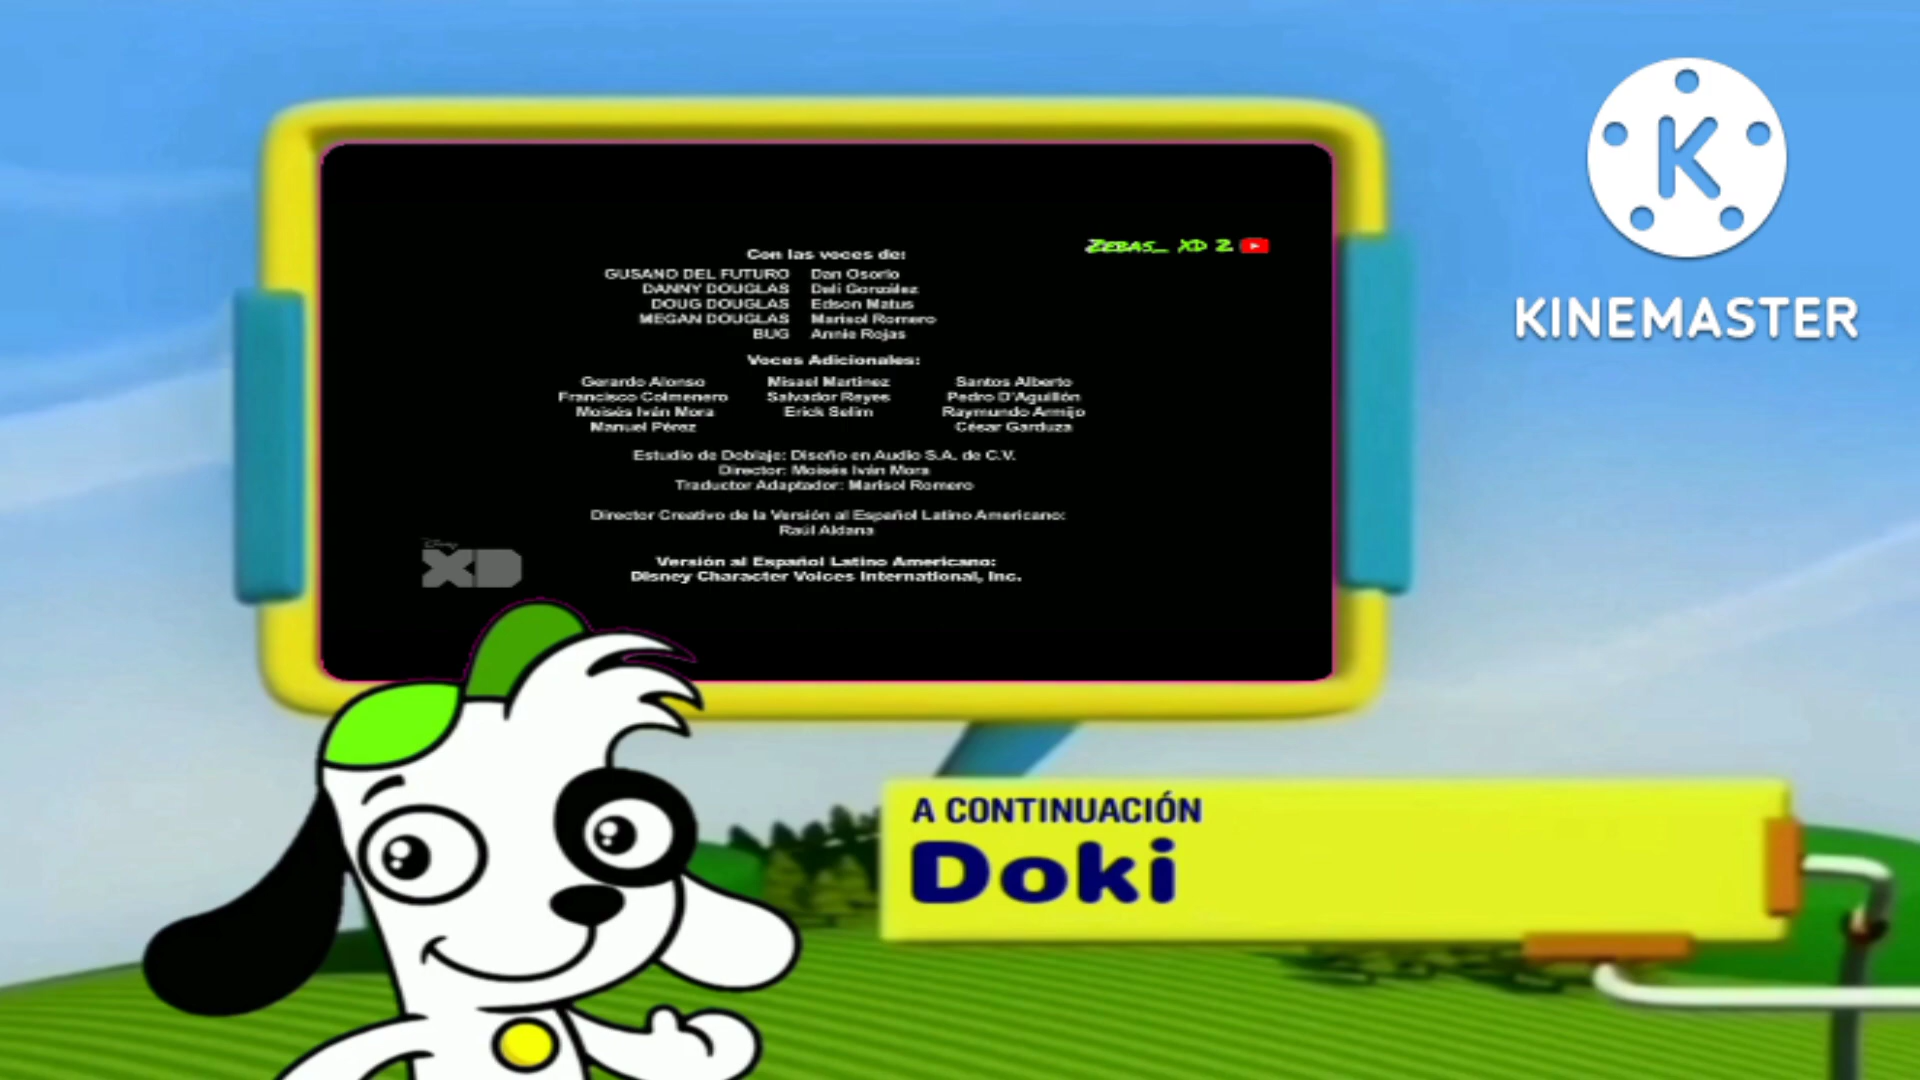 K
KINEMASTER
ZEBAS_ XD 2
Con las voces de:
GUSANO DEL FUTURO Dan Osorio
DANNY DOUGLAS Dali González
DOUG DOUGLAS Edson Matus
MEGAN DOUGLAS Marisol Romero
BUG Annie Rojas
Voces Adicionales:
Gerardo Alonso Misael Martínez Santos Alberto
Francisco Colmenero Salvador Reyes Pedro D'Aguillón
Moisés Iván Mora Erick Selim Raymundo Armijo
Manuel Pérez César Garduza
Estudio de Doblaje: Diseño en Audio S.A. de C.V.
Director: Moisés Iván Mora
Traductor Adaptador: Marisol Romero
Director Creativo de la Versión al Español Latino Americano:
Raúl Aldana
Versión al Español Latino Americano:
Disney Character Voices International, Inc.
Disney
XD
A CONTINUACIÓN
Doki